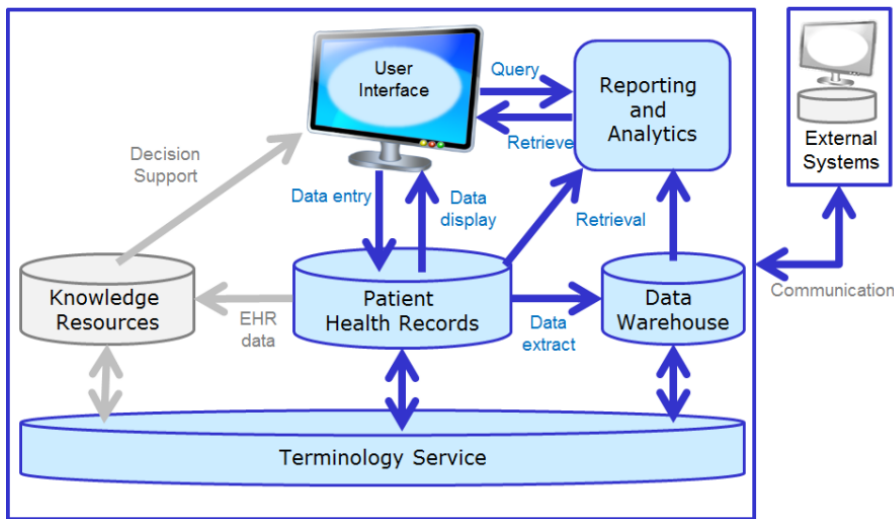 User
Interface
Query
Reporting
and
Analytics
Retrieve
External
Systems
Decision
Support
Data entry
Data
display
Retrieval
Knowledge
Resources
EHR
data
Patient
Health Records
Data
extract
Data
Warehouse
Communication
Terminology Service